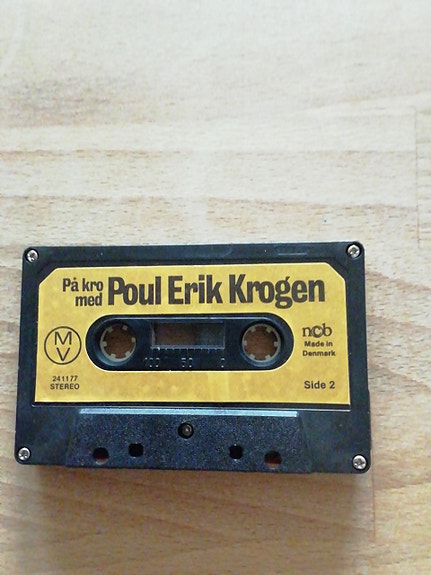 På kro
med Poul Erik Krogen
MV
241177
STEREO
100 50 0
ncb
Made in
Denmark
Side 2